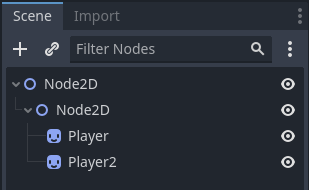 Scene Import
Filter Nodes
Node2D
Node2D
Player
Player2